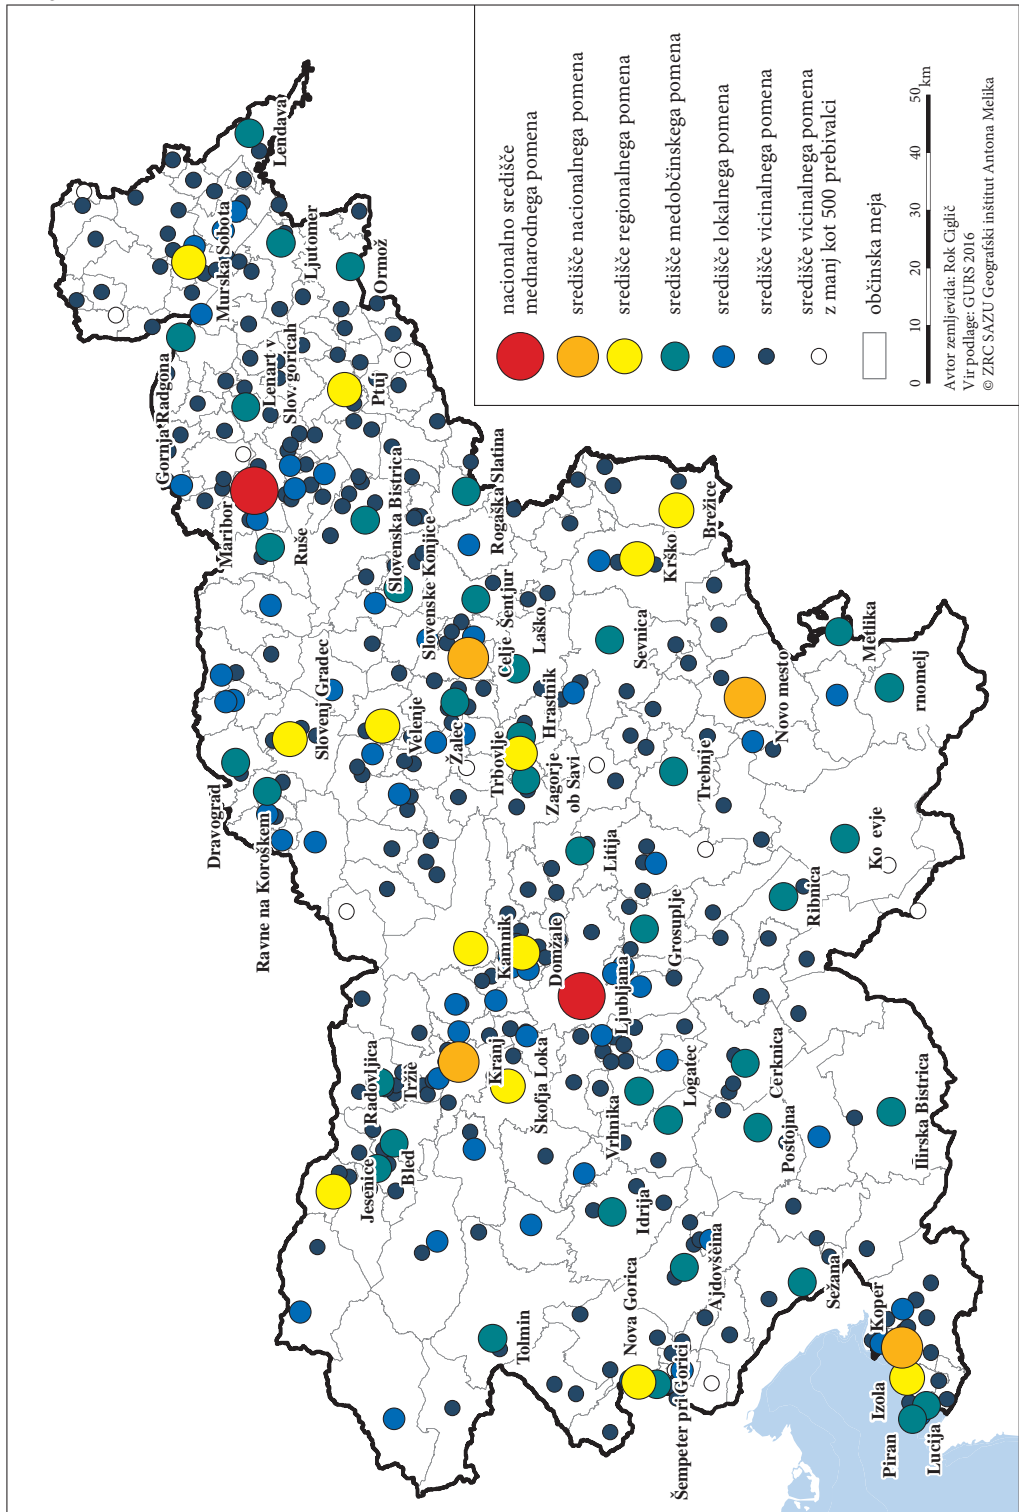 nacionalno središče
mednarodnega pomena
središče nacionalnega pomena
središče regionalnega pomena
središče medobčinskega pomena
središče lokalnega pomena
središče vicinalnega pomena
središče vicinalnega pomena
z manj kot 500 prebivalci
občinska meja
0 10 20 30 40 50
km
Avtor zemljevida: Rok Ciglič
Vir podlage: GURS 2016
© ZRC SAZU Geografski inštitut Antona Melika
Lendava
Murska Sobota
Ljutomer
Ormož
Gornja Radgona
Lenart v
Slov. goricah
Ptuj
Maribor
Ruše
Slovenska Bistrica
Slovenske Konjice
Rogaška Slatina
Dravograd
Ravne na Koroškem
Slovenj Gradec
Velenje
Žalec
Celje
Šentjur
Laško
Hrastnik
Trbovlje
Zagorje
ob Savi
Sevnica
Krško
Brežice
Novo mesto
Trebnje
Metlika
rnomelj
Ko evje
Ribnica
Litija
Grosuplje
Ljubljana
Domžale
Kamnik
Kranj
Škofja Loka
Tržič
Radovljica
Bled
Jesenice
Vrhnika
Logatec
Cerknica
Postojna
Ilirska Bistrica
Idrija
Ajdovščina
Tolmin
Nova Gorica
Šempeter pri Gorici
Sežana
Koper
Izola
Piran
Lucija